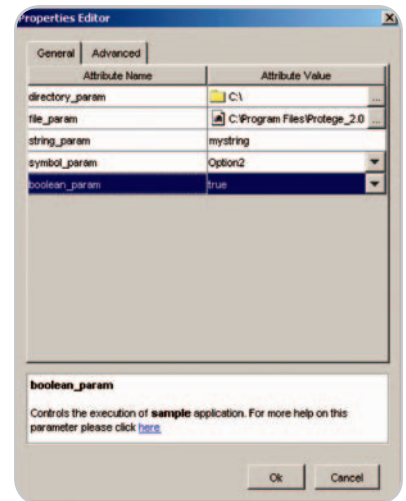 Properties Editor
General Advanced
Attribute Name Attribute Value
directory_param C:\ ...
file_param C:\Program Files\Protege_2.0 ...
string_param mystring
symbol_param Option2
boolean_param true
boolean_param
Controls the execution of sample application. For more help on this
parameter please click here
Ok Cancel